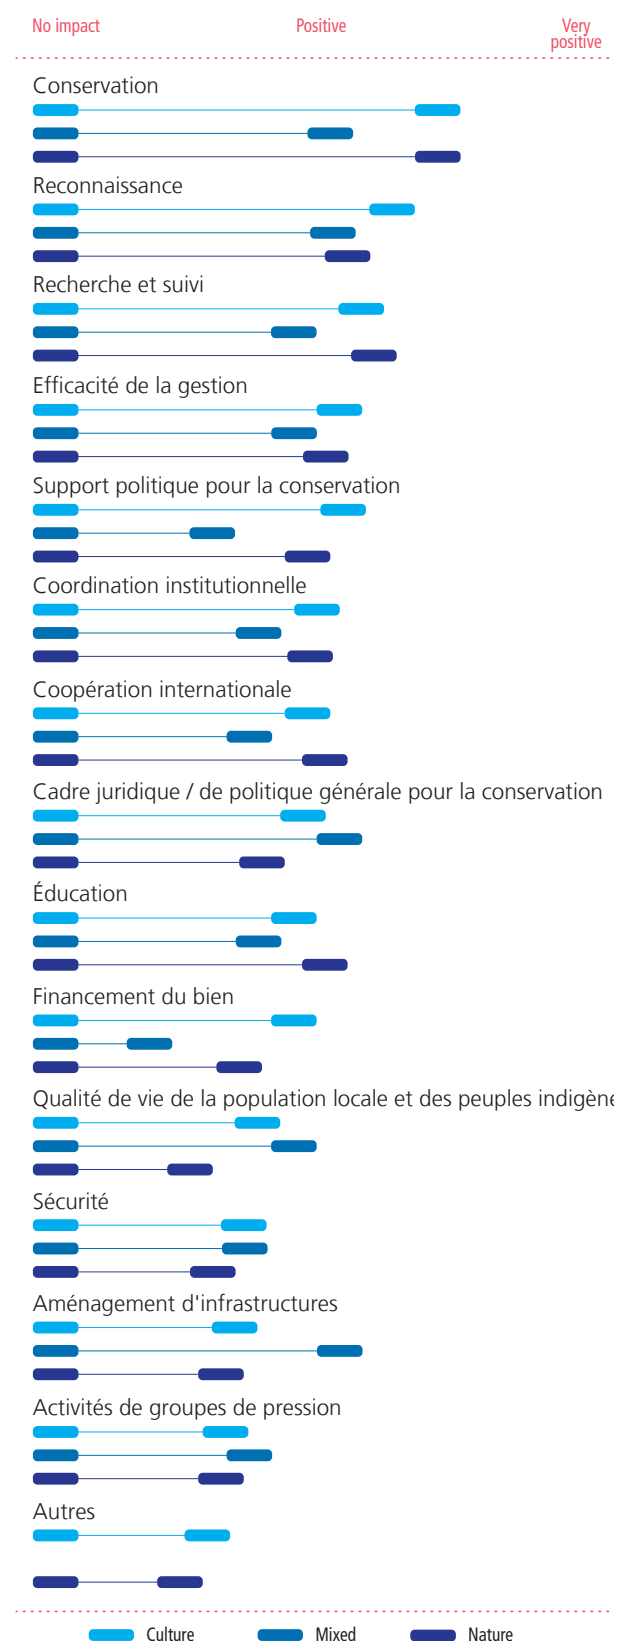 No impact Positive Very
positive
Conservation
Reconnaissance
Recherche et suivi
Efficacité de la gestion
Support politique pour la conservation
Coordination institutionnelle
Coopération internationale
Cadre juridique / de politique générale pour la conservation
Éducation
Financement du bien
Qualité de vie de la population locale et des peuples indigène
Sécurité
Aménagement d'infrastructures
Activités de groupes de pression
Autres
Culture Mixed Nature